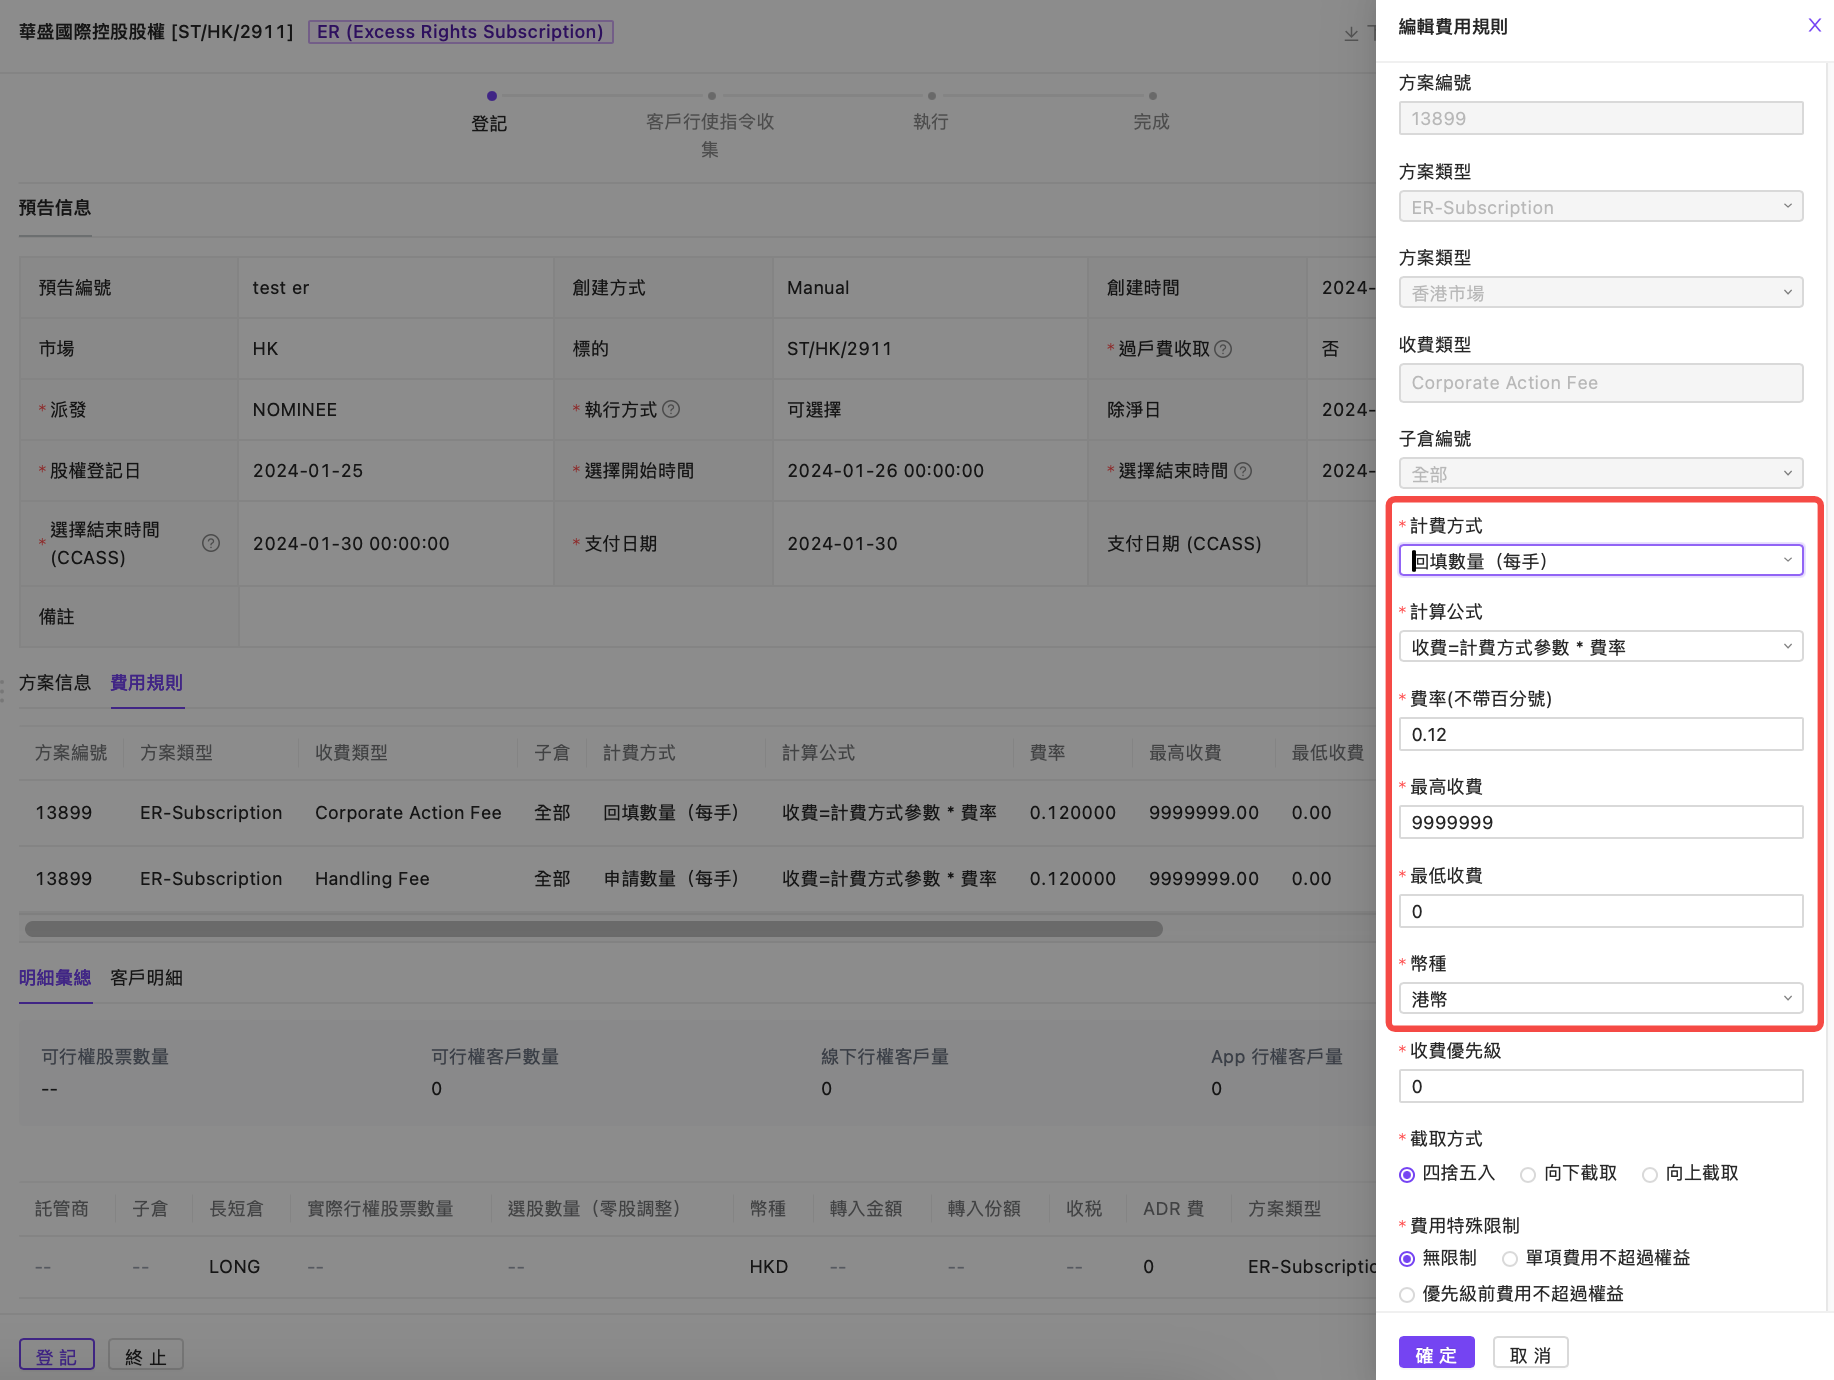 華盛國際控股股權 [ST/HK/2911] ER (Excess Rights Subscription)
登記
客戶行使指令收
集
執行
完成
預告信息
預告編號 test er 創建方式 Manual 創建時間 2024-
市場 HK 標的 ST/HK/2911 *過戶費收取 否
*派發 NOMINEE *執行方式 可選擇 除淨日 2024-
*股權登記日 2024-01-25 *選擇開始時間 2024-01-26 00:00:00 *選擇結束時間 2024-
*選擇結束時間
(CCASS) 2024-01-30 00:00:00 *支付日期 2024-01-30 支付日期 (CCASS)
備註
方案信息 費用規則
方案編號 方案類型 收費類型 子倉 計費方式 計算公式 費率 最高收費 最低收費
13899 ER-Subscription Corporate Action Fee 全部 回填數量（每手） 收費=計費方式參數 * 費率 0.120000 9999999.00 0.00
13899 ER-Subscription Handling Fee 全部 申請數量（每手） 收費=計費方式參數 * 費率 0.120000 9999999.00 0.00
明細彙總 客戶明細
可行權股票數量 可行權客戶數量 線下行權客戶量 App 行權客戶量
-- 0 0 0
託管商 子倉 長短倉 實際行權股票數量 選股數量（零股調整） 幣種 轉入金額 轉入份額 收税 ADR 費 方案類型
-- -- LONG -- -- HKD -- -- -- 0 ER-Subscriptio
登 記 終 止
編輯費用規則
方案編號
13899
方案類型
ER-Subscription
方案類型
香港市場
收費類型
Corporate Action Fee
子倉編號
全部
*計費方式
回填數量（每手）
*計算公式
收費=計費方式參數 * 費率
*費率(不帶百分號)
0.12
*最高收費
9999999
*最低收費
0
*幣種
港幣
*收費優先級
0
*截取方式
四捨五入 向下截取 向上截取
*費用特殊限制
無限制 單項費用不超過權益
優先級前費用不超過權益
確 定 取 消